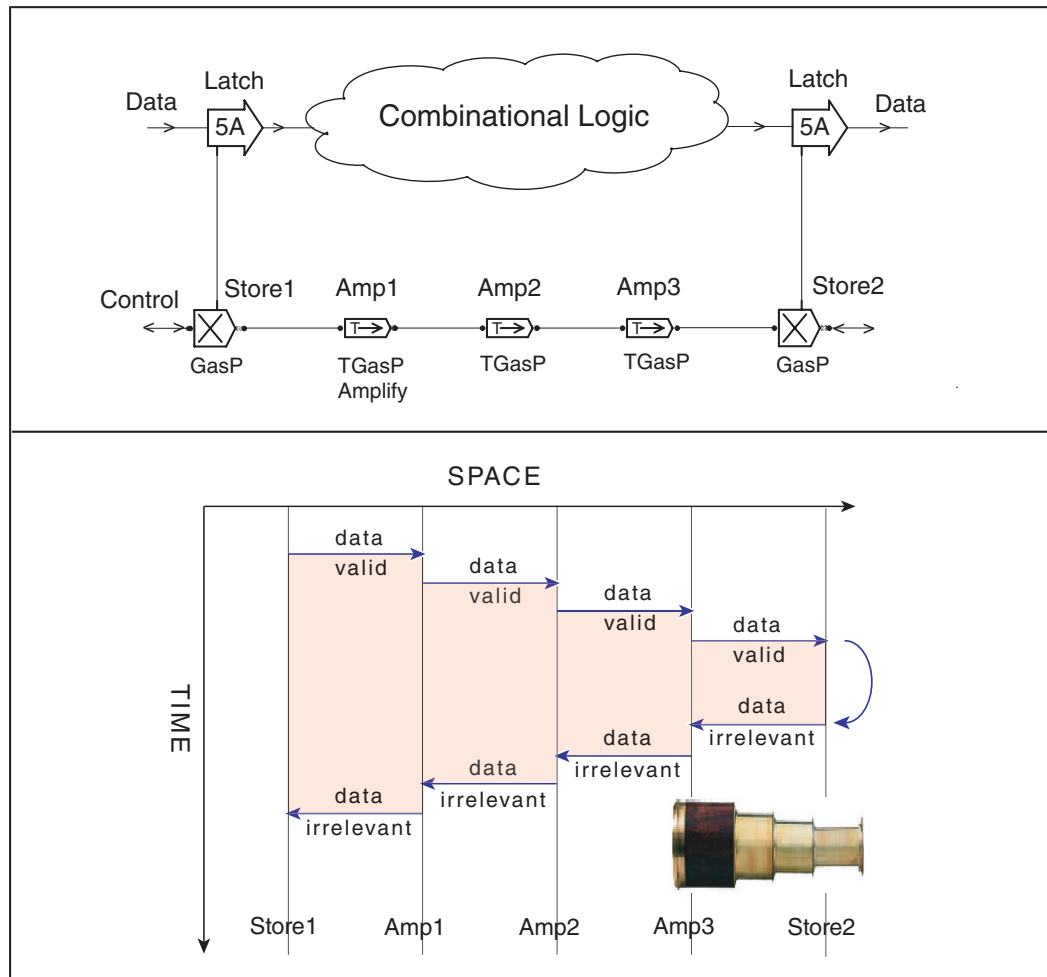 Latch
Latch
Data
5A
Combinational Logic
5A
Data
Control
Store1
Amp1
Amp2
Amp3
Store2
GasP
TGasP
Amplify
TGasP
TGasP
GasP
SPACE
TIME
data
valid
data
valid
data
valid
data
valid
data
irrelevant
data
irrelevant
data
irrelevant
data
irrelevant
Store1
Amp1
Amp2
Amp3
Store2
T
T
T